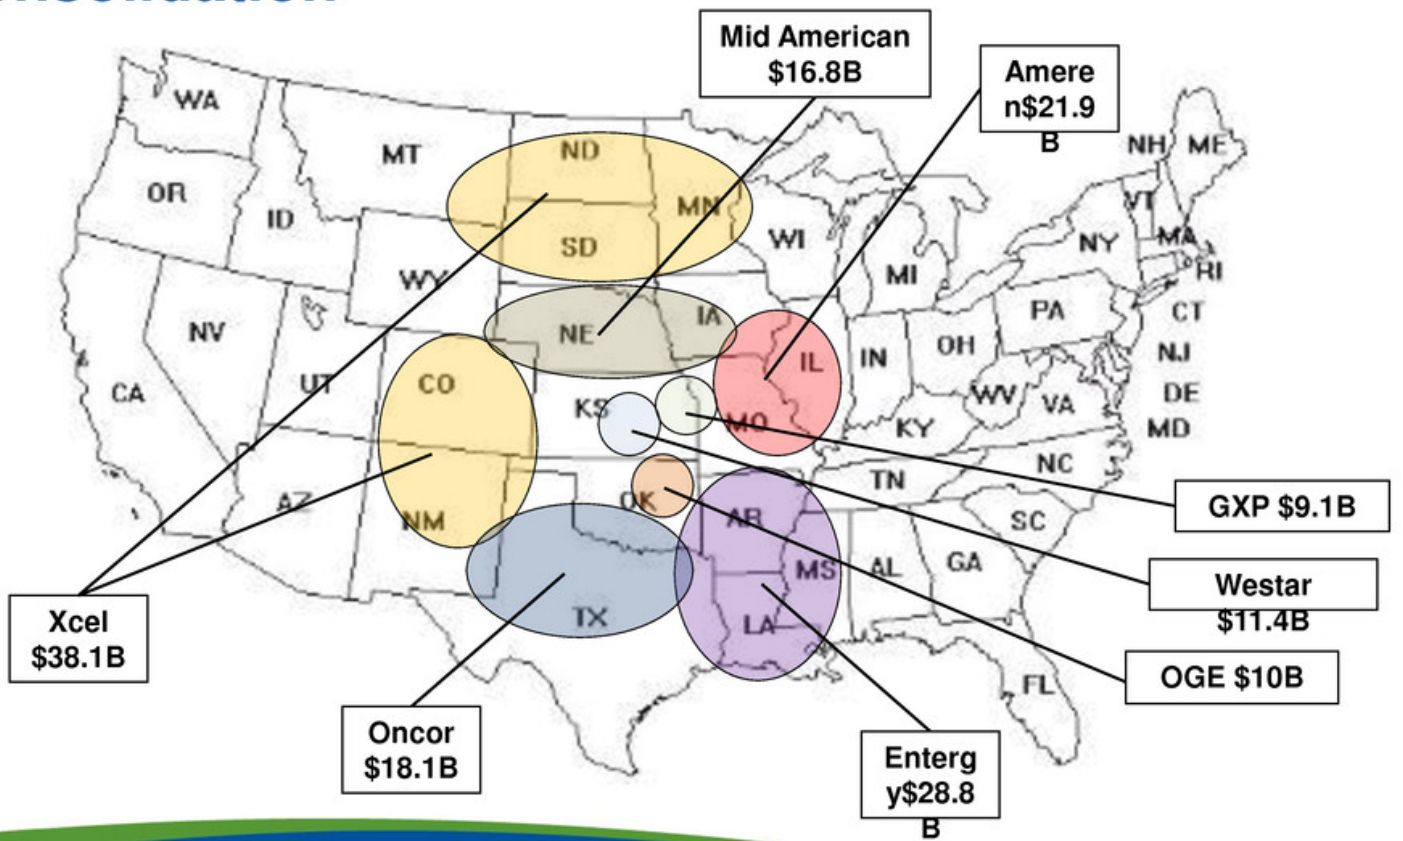 Mid American
$16.8B
Amere
n$21.9
B
WA
MT
ND
NH
ME
OR
ID
MN
VT
SD
WI
NY
MA
WY
MI
RI
NV
NE
IA
PA
CT
CA
UT
CO
IL
IN
OH
NJ
KS
MO
WV
VA
DE
KY
MD
AZ
NM
OK
AR
TN
NC
GXP $9.1B
SC
TX
LA
MS
AL
GA
Westar
$11.4B
Xcel
$38.1B
OGE $10B
FL
Oncor
$18.1B
Enterg
y$28.8
B